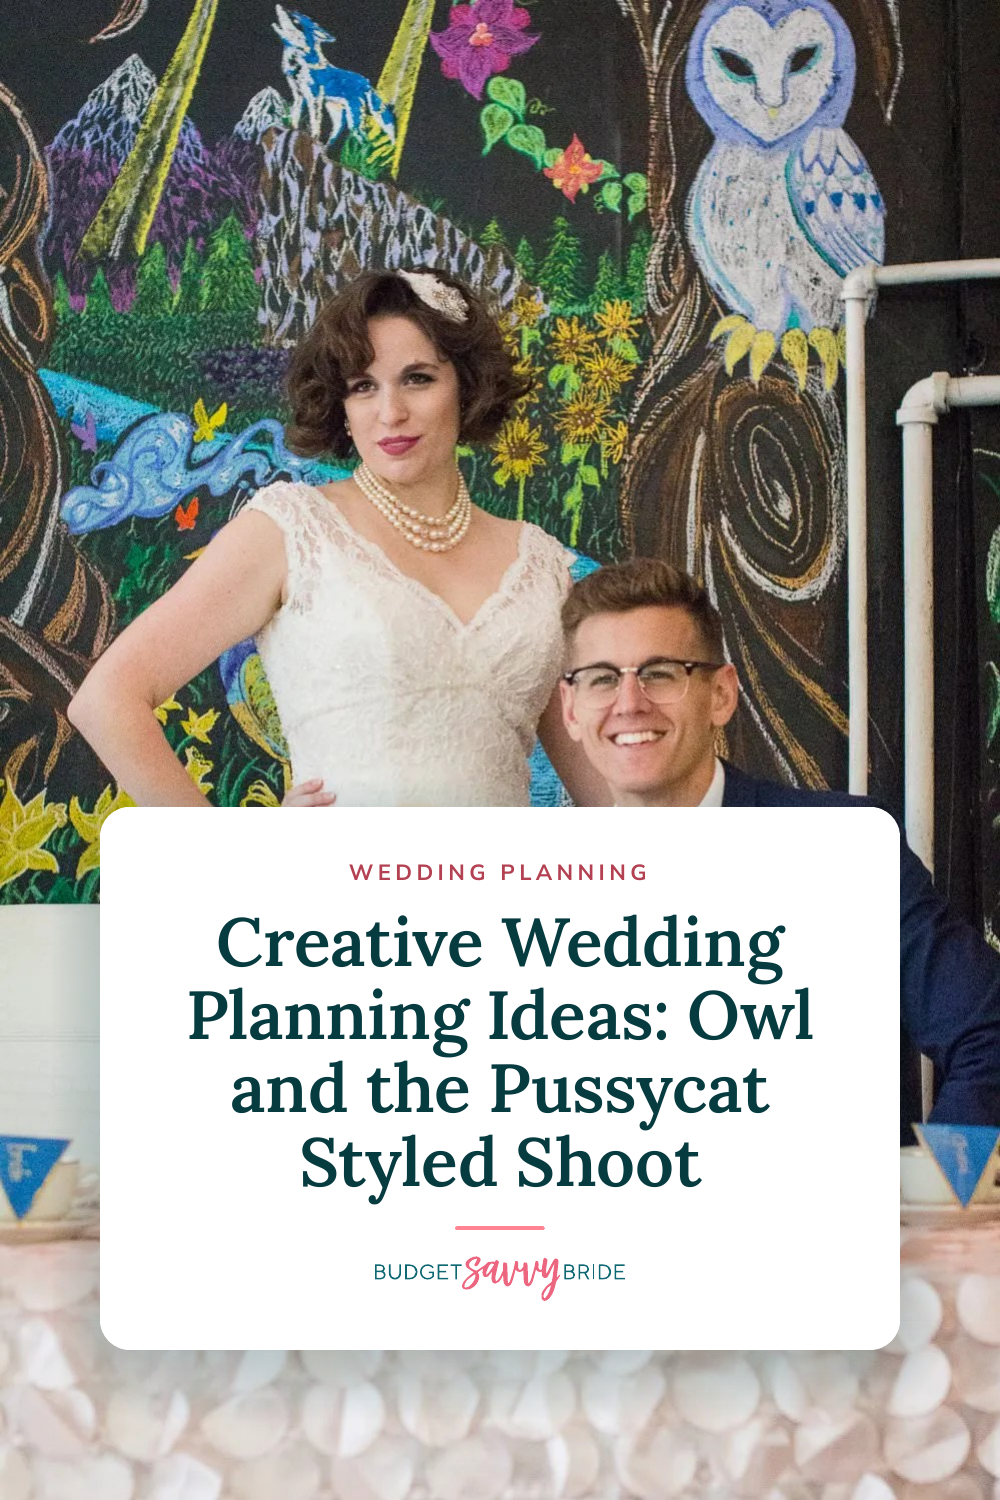 WEDDING PLANNING
Creative Wedding
Planning Ideas: Owl
and the Pussycat
Styled Shoot
BUDGET savvy BRIDE